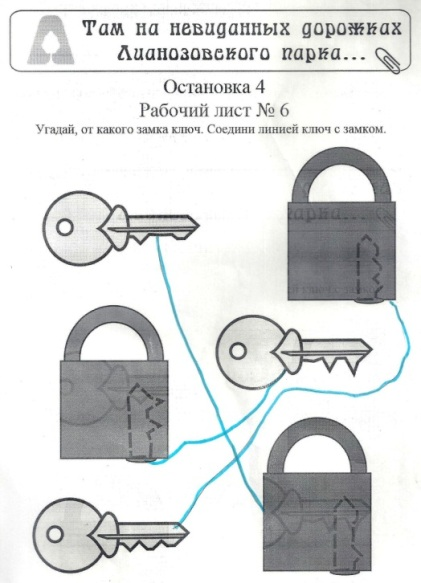 Там на невиданных дорожках
Лианозовского парка...
Остановка 4
Рабочий лист № 6
Угадай, от какого замка ключ. Соедини линией ключ с замком.